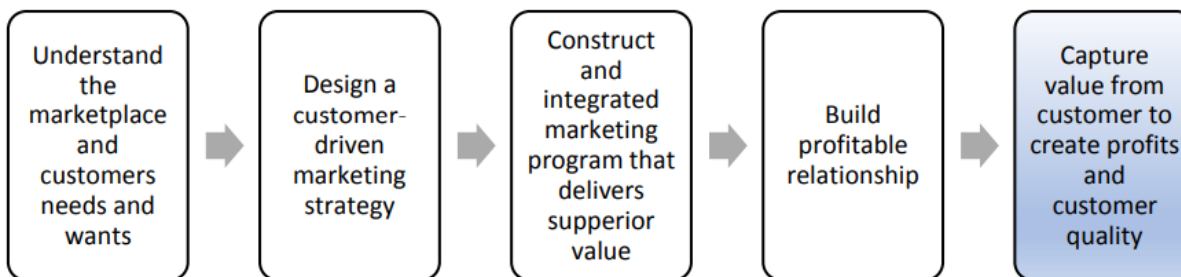 Understand
the
marketplace
and
customers
needs and
wants
Design a
customer-
driven
marketing
strategy
Construct
and
integrated
marketing
program that
delivers
supperior
value
Build
profitable
relationship
Capture
value from
customer to
create profits
and
customer
quality